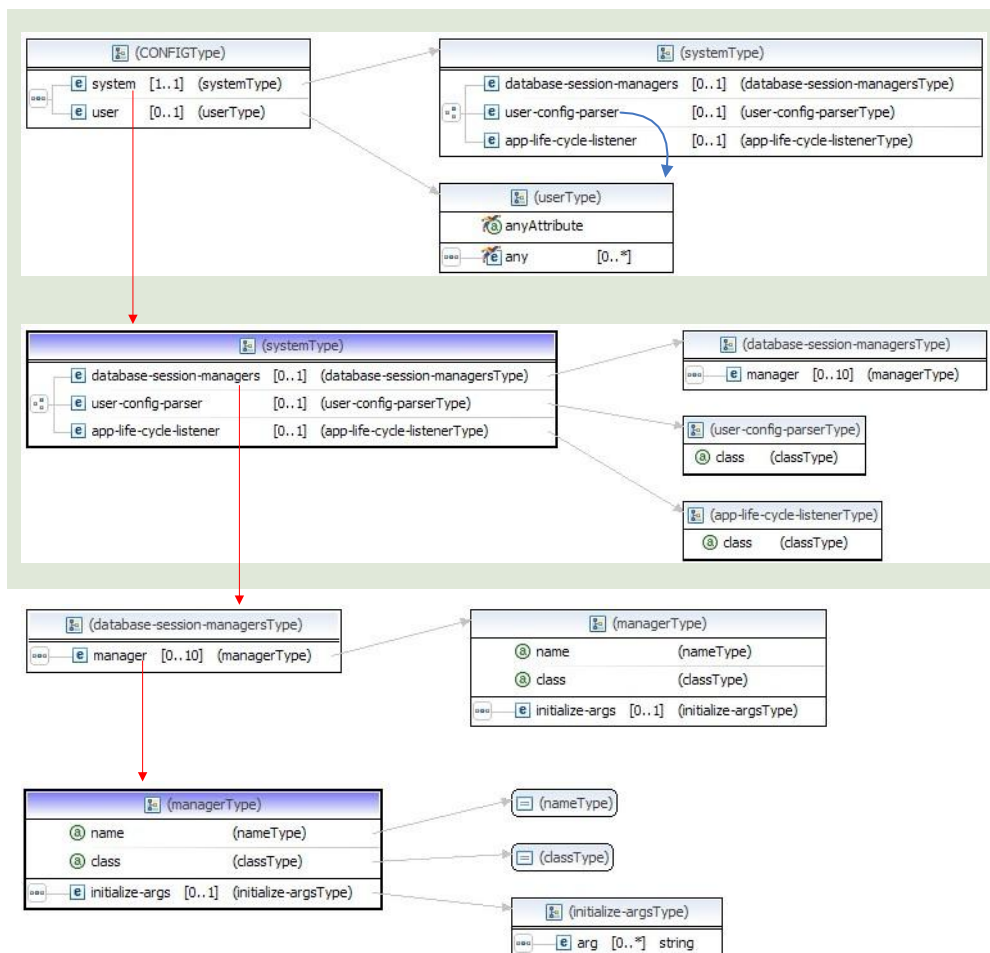 (CONFIGType)
system [1..1] (systemType)
user [0..1] (userType)
(systemType)
database-session-managers [0..1] (database-session-managersType)
user-config-parser [0..1] (user-config-parserType)
app-life-cycle-listener [0..1] (app-life-cycle-listenerType)
(userType)
anyAttribute
any [0..*]
(systemType)
database-session-managers [0..1] (database-session-managersType)
user-config-parser [0..1] (user-config-parserType)
app-life-cycle-listener [0..1] (app-life-cycle-listenerType)
(database-session-managersType)
manager [0..10] (managerType)
(user-config-parserType)
class (classType)
(app-life-cycle-listenerType)
class (classType)
(database-session-managersType)
manager [0..10] (managerType)
(managerType)
name (nameType)
class (classType)
initialize-args [0..1] (initialize-argsType)
(managerType)
name (nameType)
class (classType)
initialize-args [0..1] (initialize-argsType)
(nameType)
(classType)
(initialize-argsType)
arg [0..*] string